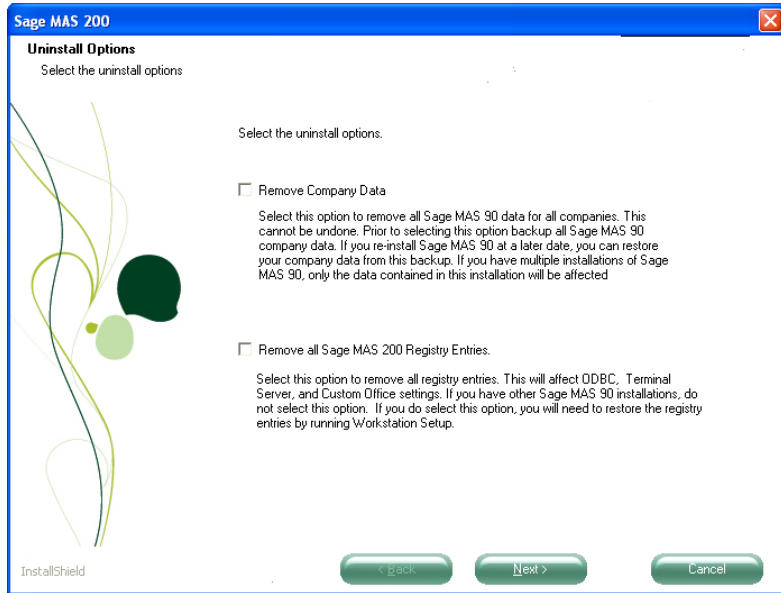 Sage MAS 200
Uninstall Options
Select the uninstall options
Select the uninstall options.
Remove Company Data
Select this option to remove all Sage MAS 90 data for all companies. This
cannot be undone. Prior to selecting this option backup all Sage MAS 90
company data. If you re-install Sage MAS 90 at a later date, you can restore
your company data from this backup. If you have multiple installations of Sage
MAS 90, only the data contained in this installation will be affected
Remove all Sage MAS 200 Registry Entries.
Select this option to remove all registry entries. This will affect ODBC, Terminal
Server, and Custom Office settings. If you have other Sage MAS 90 installations, do
not select this option. If you do select this option, you will need to restore the registry
entries by running Workstation Setup.
InstallShield
< Back
Next >
Cancel